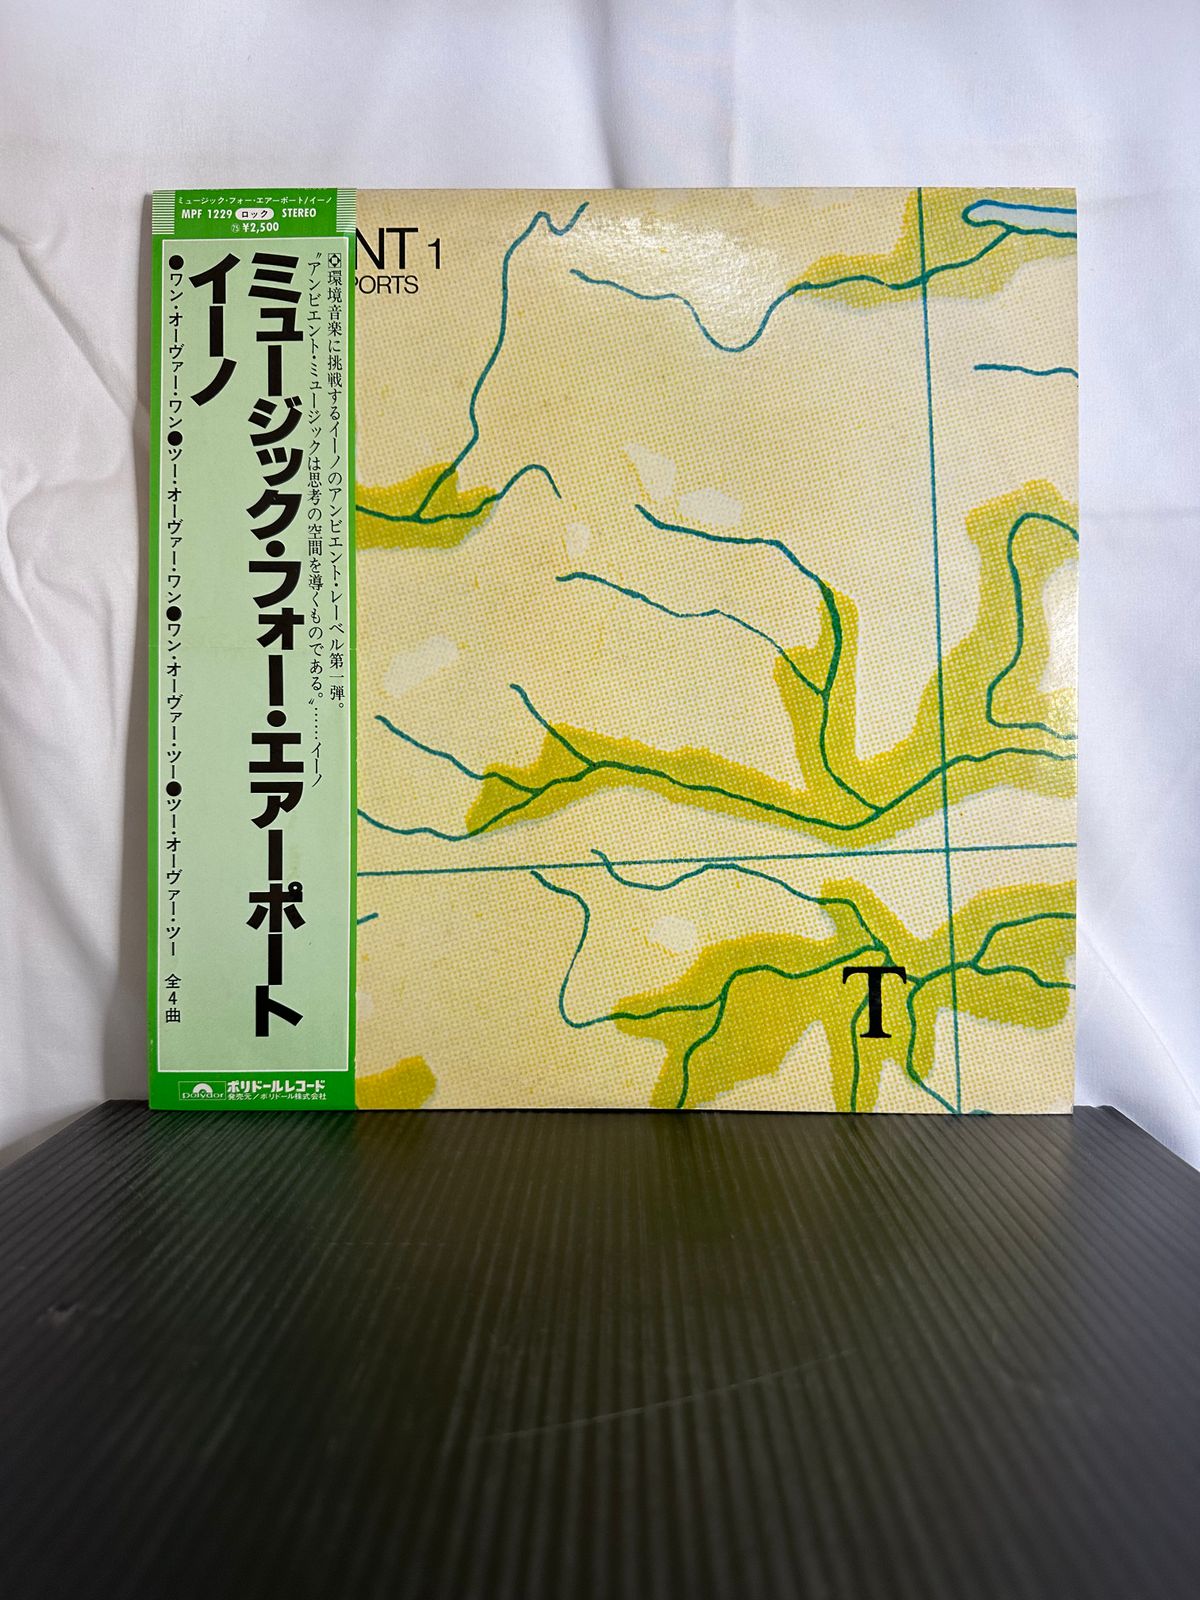 ミュージック・フォー・エアーポート/イーノ
MPF 1229 ロック STEREO
75 ¥2,500
環境音楽に挑戦するイーノのアンビエント・レーベル第一弾。
“アンビエント・ミュージックは思考の空間を導くものである。”……イーノ
ミュージック・フォー・エアーポート
イーノ
●ワン・オーヴァー・ワン●ツー・オーヴァー・ワン●ワン・オーヴァー・ツー●ツー・オーヴァー・ツー 全4曲
polydor ポリドールレコード
発売元/ポリドール株式会社
NT 1
PORTS
T